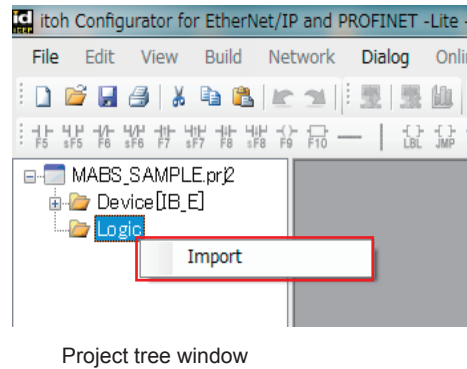 id itoh Configurator for EtherNet/IP and PROFINET -Lite -
File Edit View Build Network Dialog Onli
F5 sF5 F6 sF6 F7 sF7 F8 sF8 F9 F10 LBL JMP
MABS_SAMPLE.prj2
Device[IB_E]
Logic
Import
Project tree window